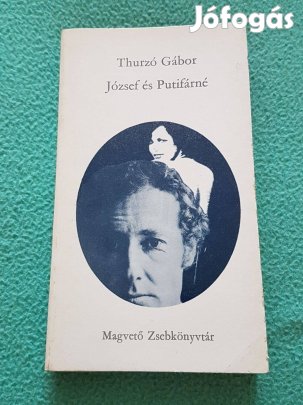 Jófogás
Thurzó Gábor
József és Putifárné
Magvető Zsebkönyvtár